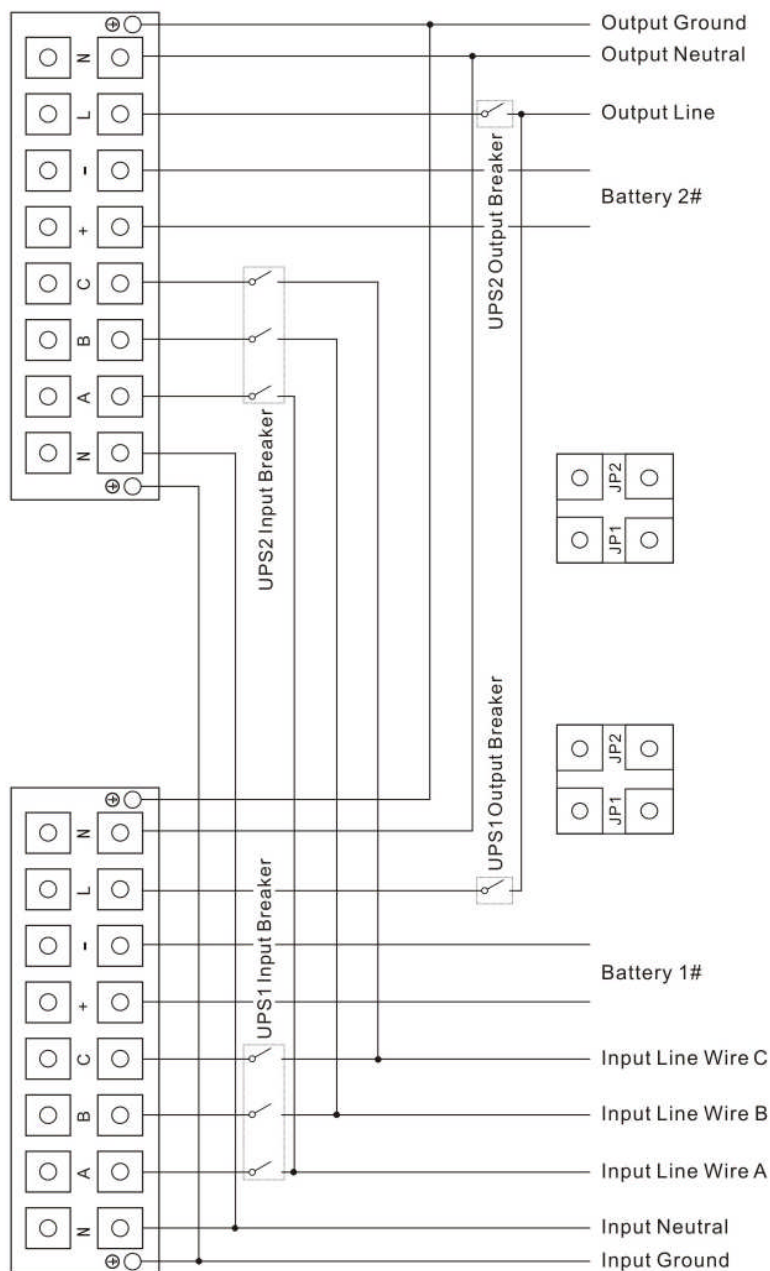 Output Ground
N
Output Neutral
L
Output Line
-
Battery 2#
+
UPS2 Output Breaker
C
B
A
N
UPS2 Input Breaker
JP2
JP1
JP2
JP1
N
UPS1 Output Breaker
L
UPS1 Input Breaker
-
Battery 1#
+
C
Input Line Wire C
B
Input Line Wire B
A
Input Line Wire A
N
Input Neutral
Input Ground